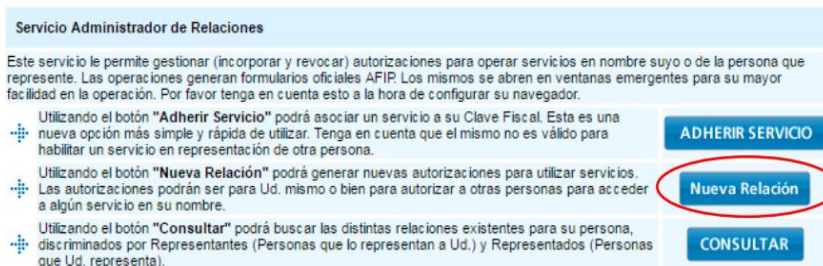 Servicio Administrador de Relaciones
Este servicio le permite gestionar (incorporar y revocar) autorizaciones para operar servicios en nombre suyo o de la persona que
represente. Las operaciones generan formularios oficiales AFIP. Los mismos se abren en ventanas emergentes para su mayor
facilidad en la operación. Por favor tenga en cuenta esto a la hora de configurar su navegador.
Utilizando el botón "Adherir Servicio" podrá asociar un servicio a su Clave Fiscal. Esta es una
nueva opción más simple y rápida de utilizar. Tenga en cuenta que el mismo no es válido para
habilitar un servicio en representación de otra persona.
ADHERIR SERVICIO
Utilizando el botón "Nueva Relación" podrá generar nuevas autorizaciones para utilizar servicios.
Las autorizaciones podrán ser para Ud. mismo o bien para autorizar a otras personas para acceder
a algún servicio en su nombre.
Nueva Relación
Utilizando el botón "Consultar" podrá buscar las distintas relaciones existentes para su persona,
discriminados por Representantes (Personas que lo representan a Ud.) y Representados (Personas
que Ud. representa).
CONSULTAR